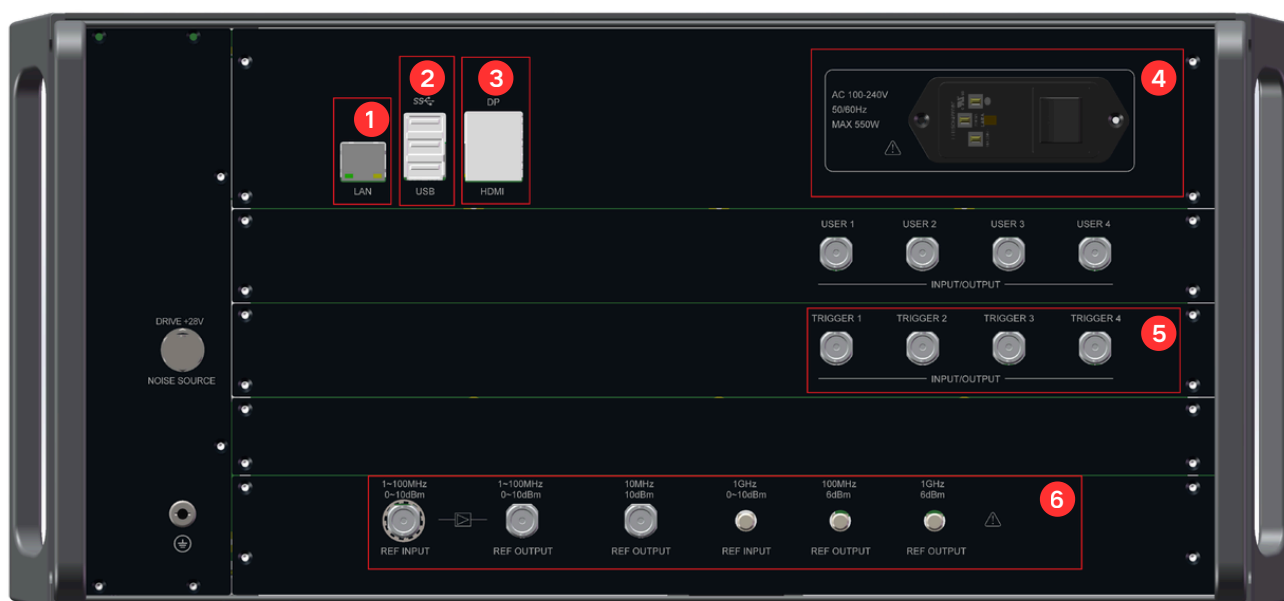 1
2
3
4
5
6
DP
LAN
USB
HDMI
AC 100-240V
50/60Hz
MAX 550W
USER 1
USER 2
USER 3
USER 4
INPUT/OUTPUT
DRIVE +28V
NOISE SOURCE
TRIGGER 1
TRIGGER 2
TRIGGER 3
TRIGGER 4
INPUT/OUTPUT
1~100MHz
0~10dBm
REF INPUT
1~100MHz
0~10dBm
REF OUTPUT
10MHz
10dBm
REF OUTPUT
1GHz
0~10dBm
REF INPUT
100MHz
6dBm
REF OUTPUT
1GHz
6dBm
REF OUTPUT